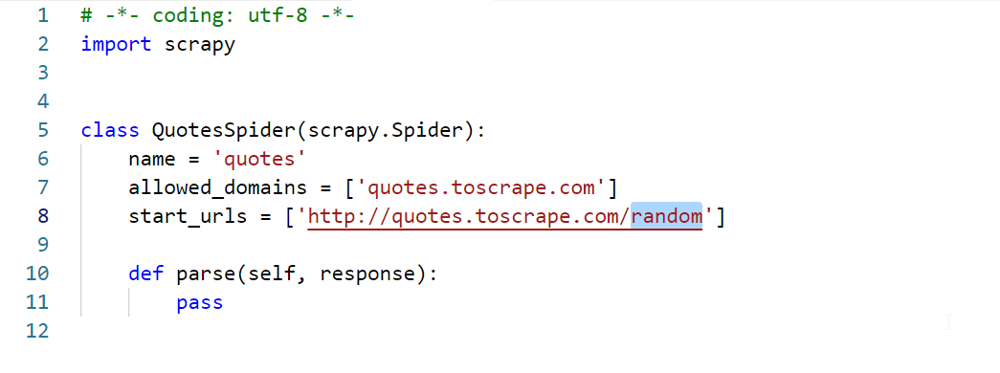 1 # -*- coding: utf-8 -*-
2 import scrapy
3
4
5 class QuotesSpider(scrapy.Spider):
6     name = 'quotes'
7     allowed_domains = ['quotes.toscrape.com']
8     start_urls = ['http://quotes.toscrape.com/random']
9
10     def parse(self, response):
11         pass
12